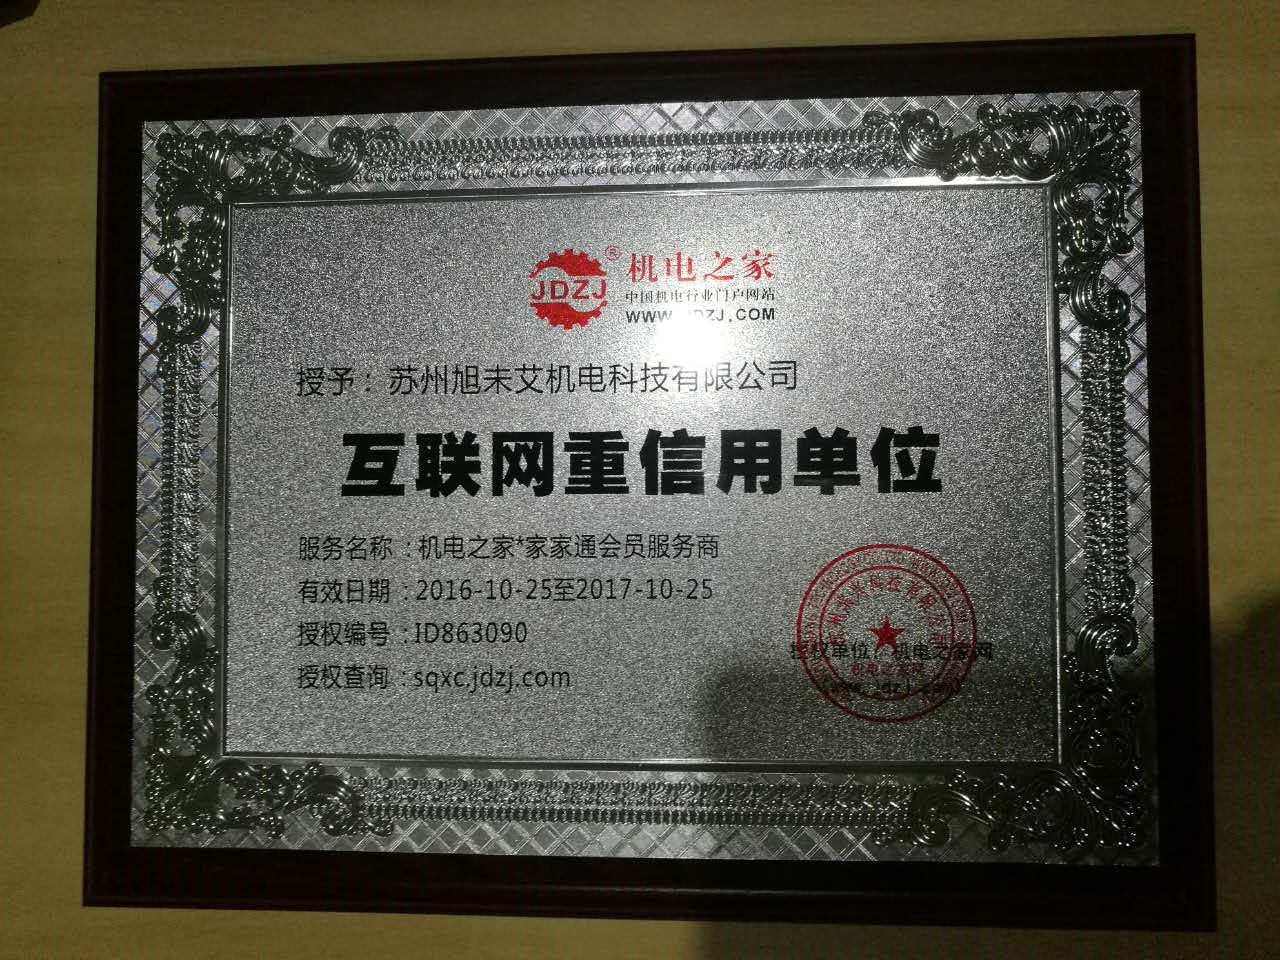 JDZJ
®
机电之家
中国机电行业门户网站
WWW.JDZJ.COM
授予：苏州旭未艾机电科技有限公司
互联网重信用单位
服务名称：机电之家*家家通会员服务商
有效日期：2016-10-25至2017-10-25
授权编号：ID863090
授权查询：sqxc.jdzj.com
授权单位：机电之家网
www.jdzj.com